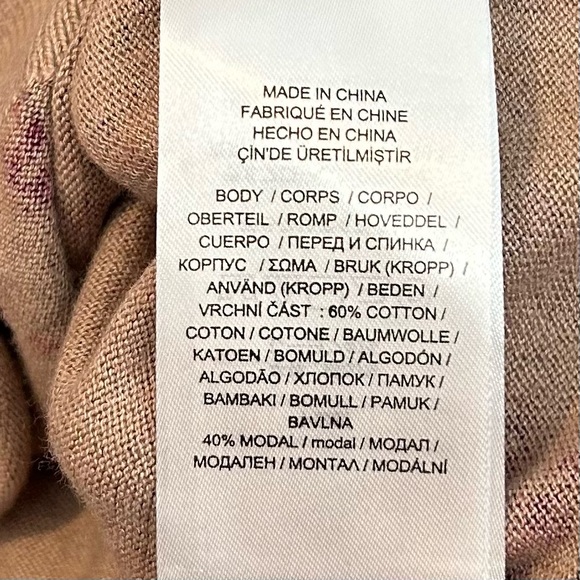 MADE IN CHINA
FABRIQUÉ EN CHINE
HECHO EN CHINA
ÇİN'DE ÜRETİLMİŞTİR
BODY / CORPS / CORPO /
OBERTEIL / ROMP / HOVEDDEL /
CUERPO / ПЕРЕД И СПИНКА /
КОРПУС / ΣΩΜΑ / BRUK (KROPP) /
ANVÄND (KROPP) / BEDEN /
VRCHNÍ ČÁST : 60% COTTON /
COTON / COTONE / BAUMWOLLE /
KATOEN / BOMULD / ALGODÓN /
ALGODÃO / ХЛОПОК / ПАМУК /
ΒΑΜΒΑΚΙ / BOMULL / PAMUK /
BAVLNA
40% MODAL / modal / МОДАЛ /
МОДАЛЕН / ΜΟΝΤΑΛ / MODÁLNÍ